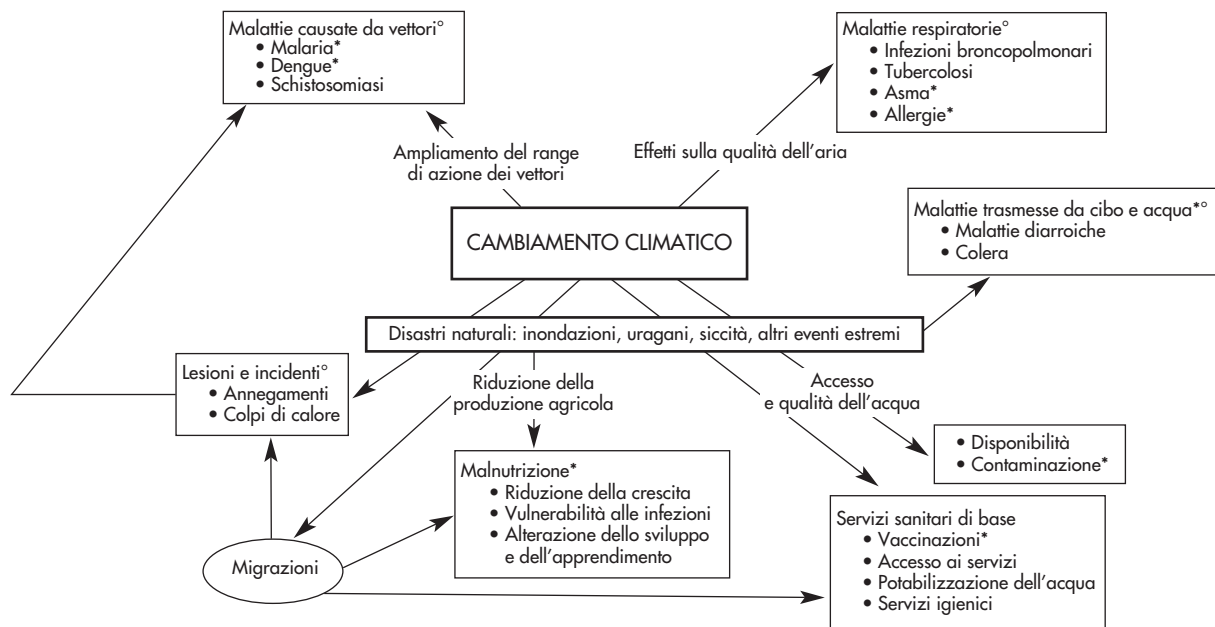 Malattie causate da vettori°
• Malaria*
• Dengue*
• Schistosomiasi
Malattie respiratorie°
• Infezioni broncopolmonari
• Tubercolosi
• Asma*
• Allergie*
Ampliamento del range
di azione dei vettori
Effetti sulla qualità dell'aria
Malattie trasmesse da cibo e acqua*°
• Malattie diarroiche
• Colera
CAMBIAMENTO CLIMATICO
Disastri naturali: inondazioni, uragani, siccità, altri eventi estremi
Lesioni e incidenti°
• Annegamenti
• Colpi di calore
Riduzione della
produzione agricola
Accesso
e qualità dell'acqua
• Disponibilità
• Contaminazione*
Malnutrizione*
• Riduzione della crescita
• Vulnerabilità alle infezioni
• Alterazione dello sviluppo
e dell'apprendimento
Servizi sanitari di base
• Vaccinazioni*
• Accesso ai servizi
• Potabilizzazione dell'acqua
• Servizi igienici
Migrazioni